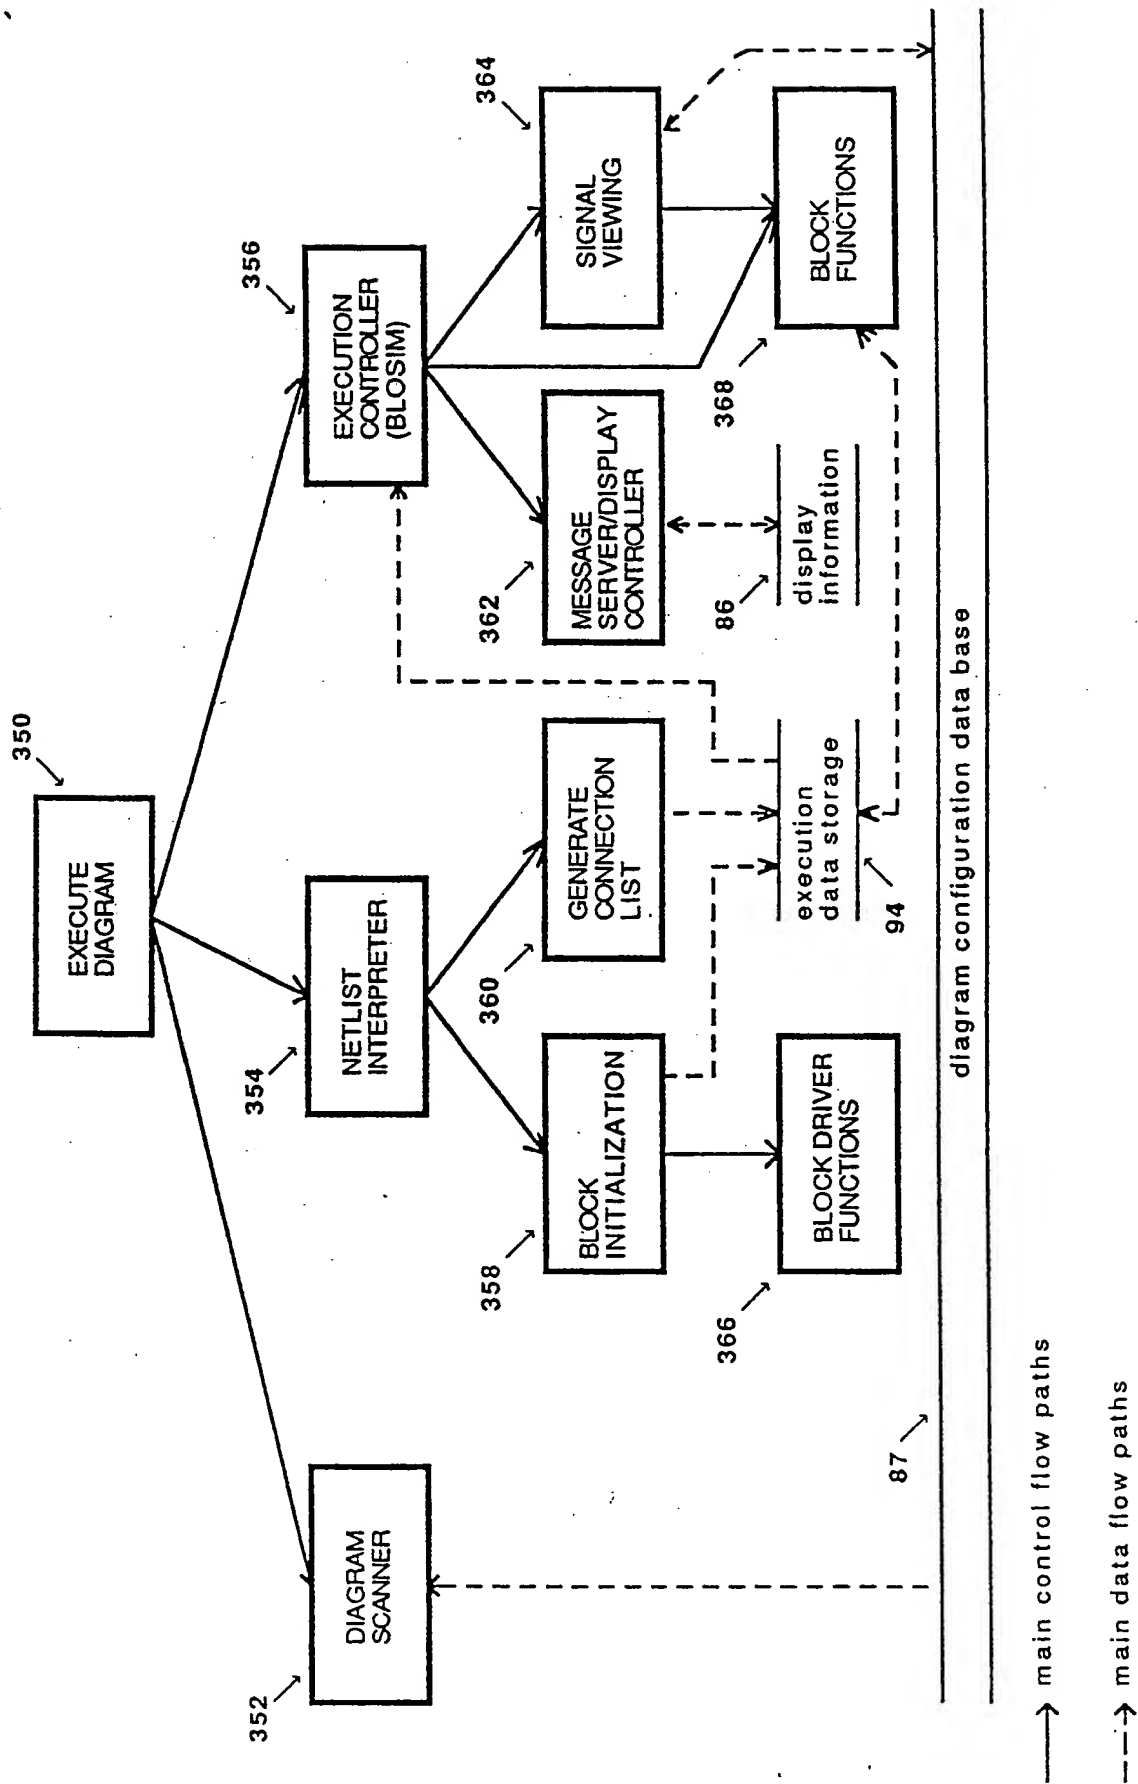 350
EXECUTE
DIAGRAM
352
DIAGRAM
SCANNER
354
NETLIST
INTERPRETER
356
EXECUTION
CONTROLLER
(BLOSIM)
358
BLOCK
INITIALIZATION
360
GENERATE
CONNECTION
LIST
362
MESSAGE
SERVER/DISPLAY
CONTROLLER
364
SIGNAL
VIEWING
366
BLOCK DRIVER
FUNCTIONS
execution
data storage
94
86
display
information
368
BLOCK
FUNCTIONS
87
diagram configuration data base
main control flow paths
main data flow paths